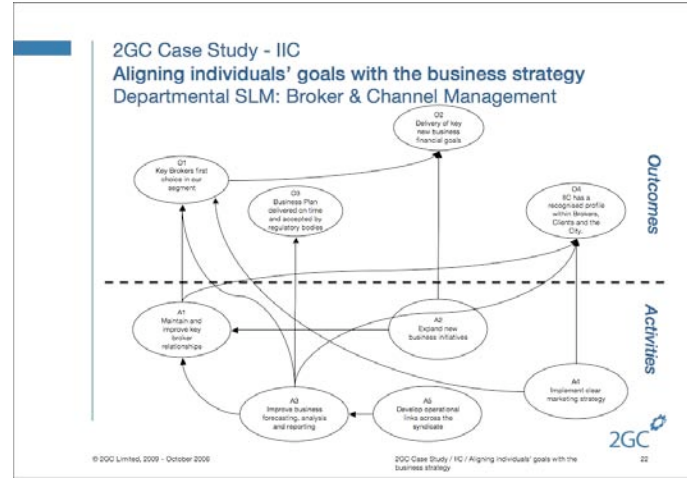 2GC Case Study - IIC
Aligning individuals' goals with the business strategy
Departmental SLM: Broker & Channel Management
O2
Delivery of key
new business
financial goals
O1
Key Brokers first
choice in our
segment
O3
Business Plan
delivered on time
and accepted by
regulatory bodies
O4
IIC has a
recognised profile
within Brokers,
Clients and the
City.
Outcomes
A1
Maintain and
improve key
broker
relationships
A2
Expand new
business initiatives
Activities
A3
Improve business
forecasting, analysis
and reporting
A5
Develop operational
links across the
syndicate
A4
Implement clear
marketing strategy
2GC
© 2GC Limited, 2009 - October 2006
2GC Case Study / IIC / Aligning individuals' goals with the
business strategy
22